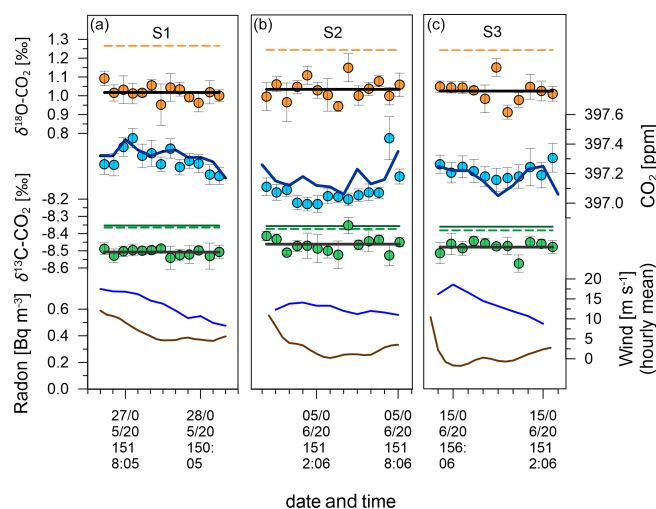 (a) S1 (b) S2 (c) S3
δ¹⁸O-CO₂ [‰]
1.3
1.2
1.1
1.0
0.9
0.8
CO₂ [ppm]
397.6
397.4
397.2
397.0
δ¹³C-CO₂ [‰]
-8.2
-8.3
-8.4
-8.5
-8.6
Radon [Bq m⁻³]
0.6
0.4
0.2
0.0
Wind [m s⁻¹]
(hourly mean)
20
15
10
5
0
27/0 28/0 05/0 05/0 15/0 15/0
5/20 5/20 6/20 6/20 6/20 6/20
151 150: 151 151 156: 151
8:05 05 2:06 8:06 06 2:06
date and time